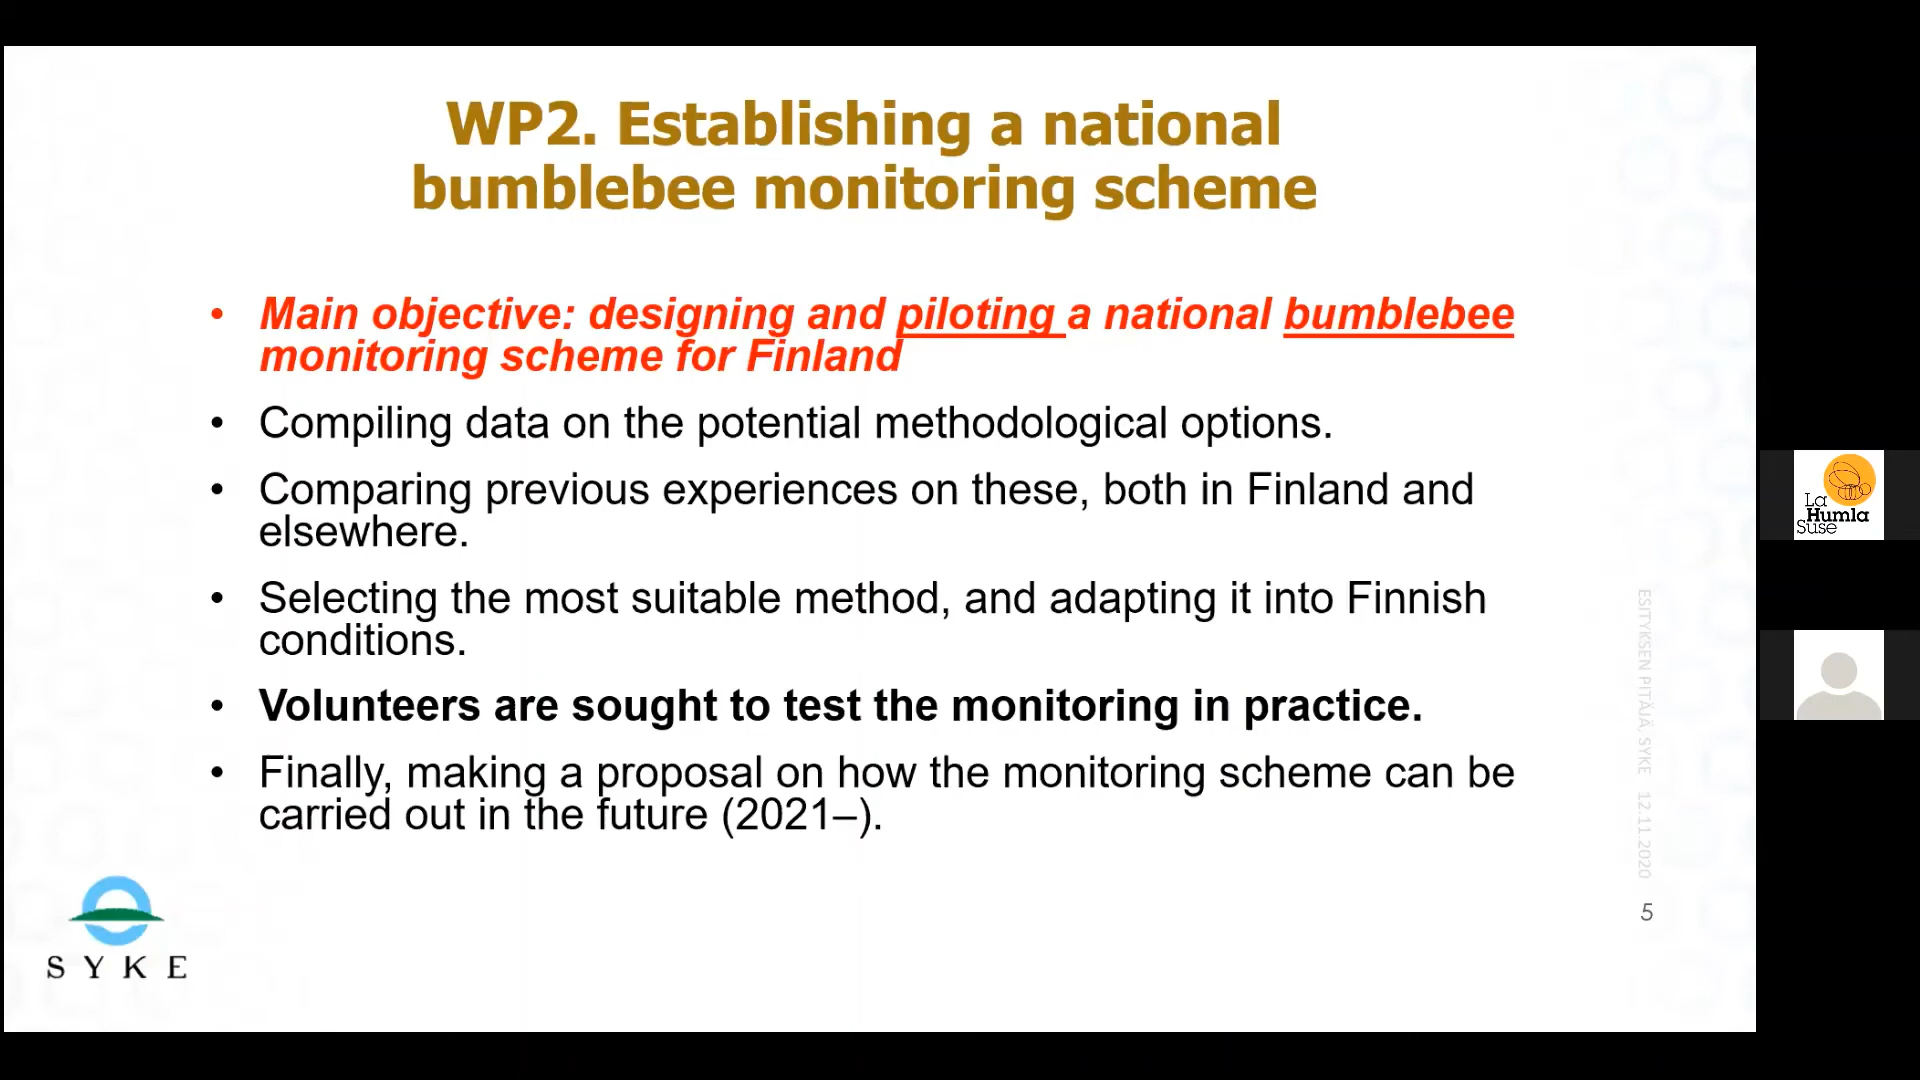 WP2. Establishing a national
bumblebee monitoring scheme
• Main objective: designing and piloting a national bumblebee
monitoring scheme for Finland
• Compiling data on the potential methodological options.
• Comparing previous experiences on these, both in Finland and
elsewhere.
• Selecting the most suitable method, and adapting it into Finnish
conditions.
• Volunteers are sought to test the monitoring in practice.
• Finally, making a proposal on how the monitoring scheme can be
carried out in the future (2021–).
SYKE
ESITYKSEN PITÄJÄ, SYKE 12.11.2020
5
La
Humla
Suse